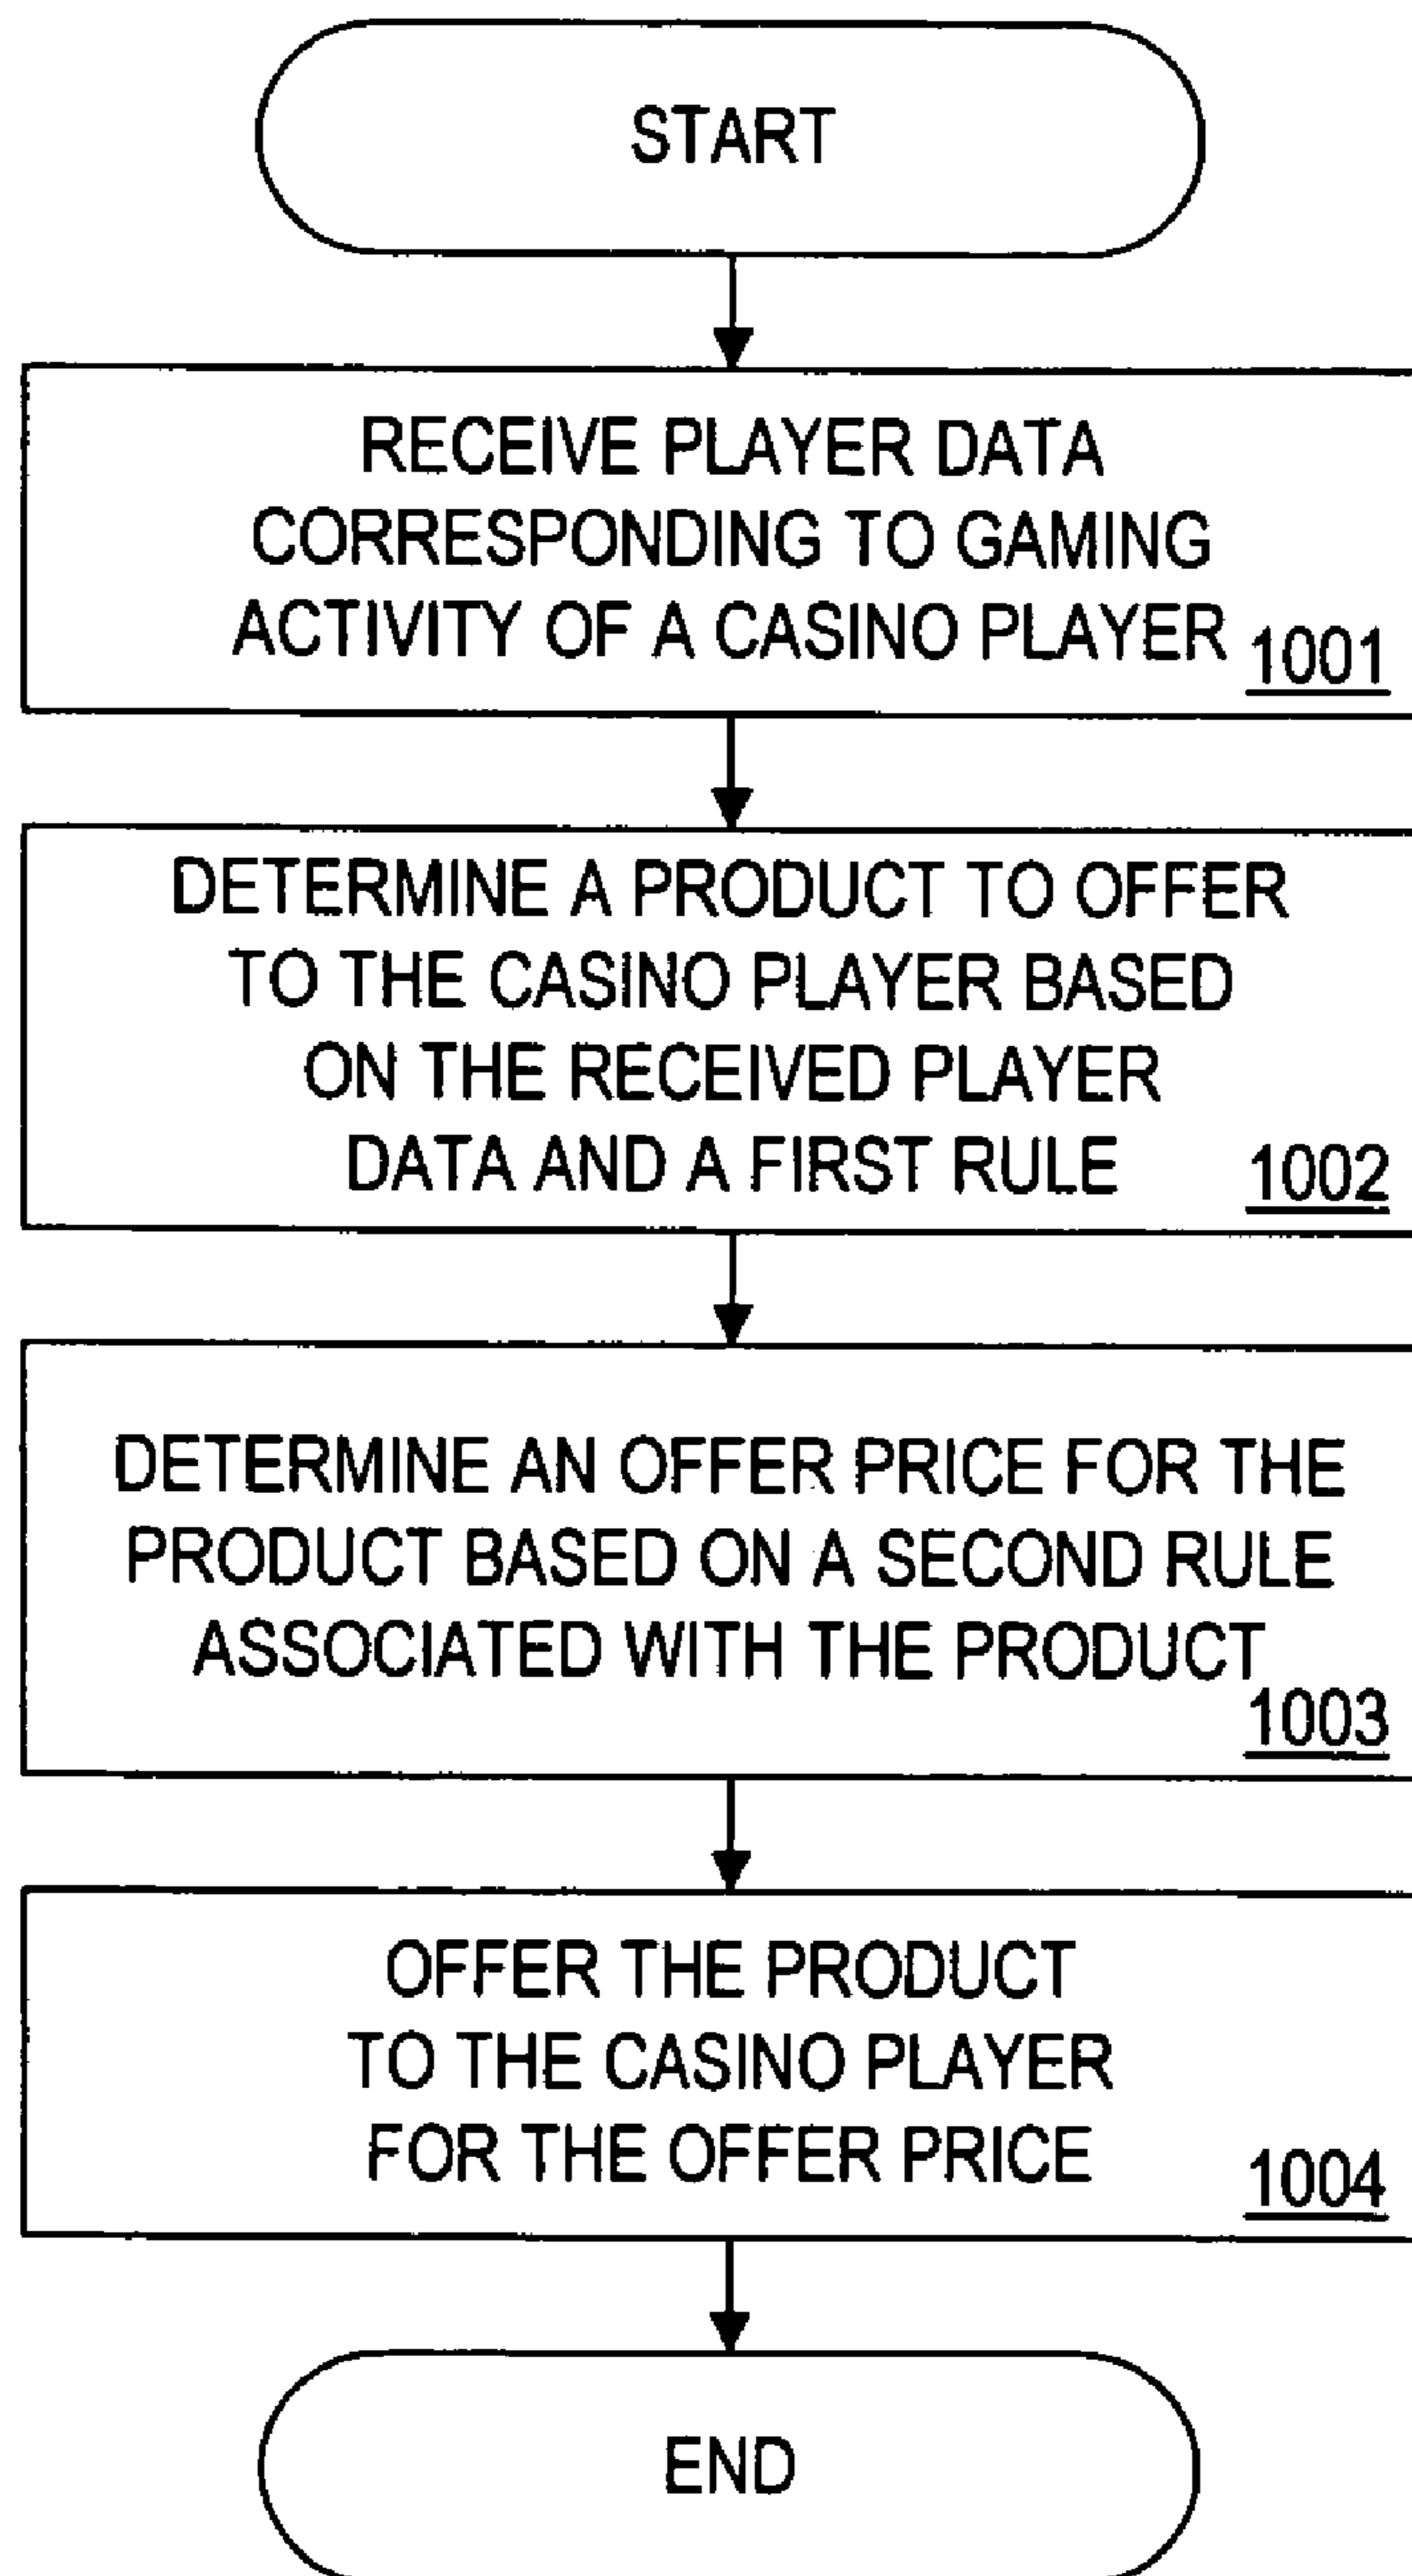 START
RECEIVE PLAYER DATA
CORRESPONDING TO GAMING
ACTIVITY OF A CASINO PLAYER
1001
DETERMINE A PRODUCT TO OFFER
TO THE CASINO PLAYER BASED
ON THE RECEIVED PLAYER
DATA AND A FIRST RULE
1002
DETERMINE AN OFFER PRICE FOR THE
PRODUCT BASED ON A SECOND RULE
ASSOCIATED WITH THE PRODUCT
1003
OFFER THE PRODUCT
TO THE CASINO PLAYER
FOR THE OFFER PRICE
1004
END